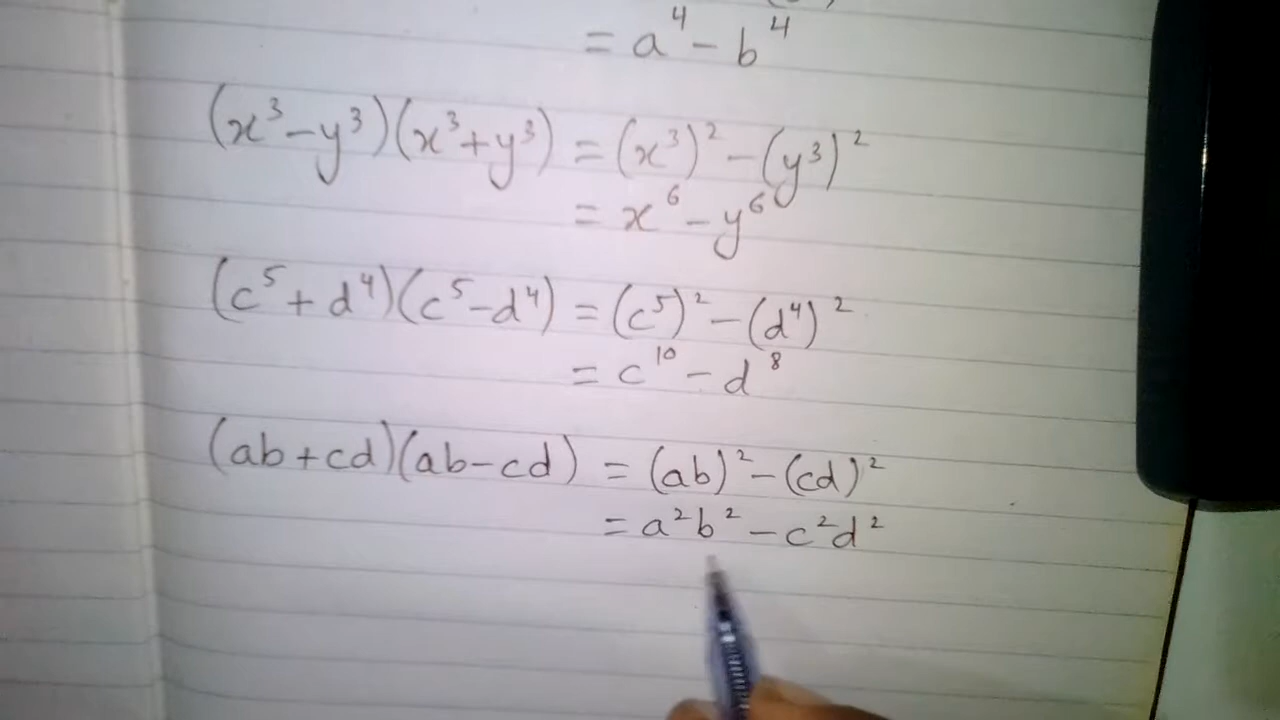 = a⁴ - b⁴
(x³-y³)(x³+y³) = (x³)² - (y³)²
= x⁶ - y⁶
(c⁵ + d⁴)(c⁵ - d⁴) = (c⁵)² - (d⁴)²
= c¹⁰ - d⁸
(ab+cd)(ab-cd) = (ab)² - (cd)²
= a²b² - c²d²